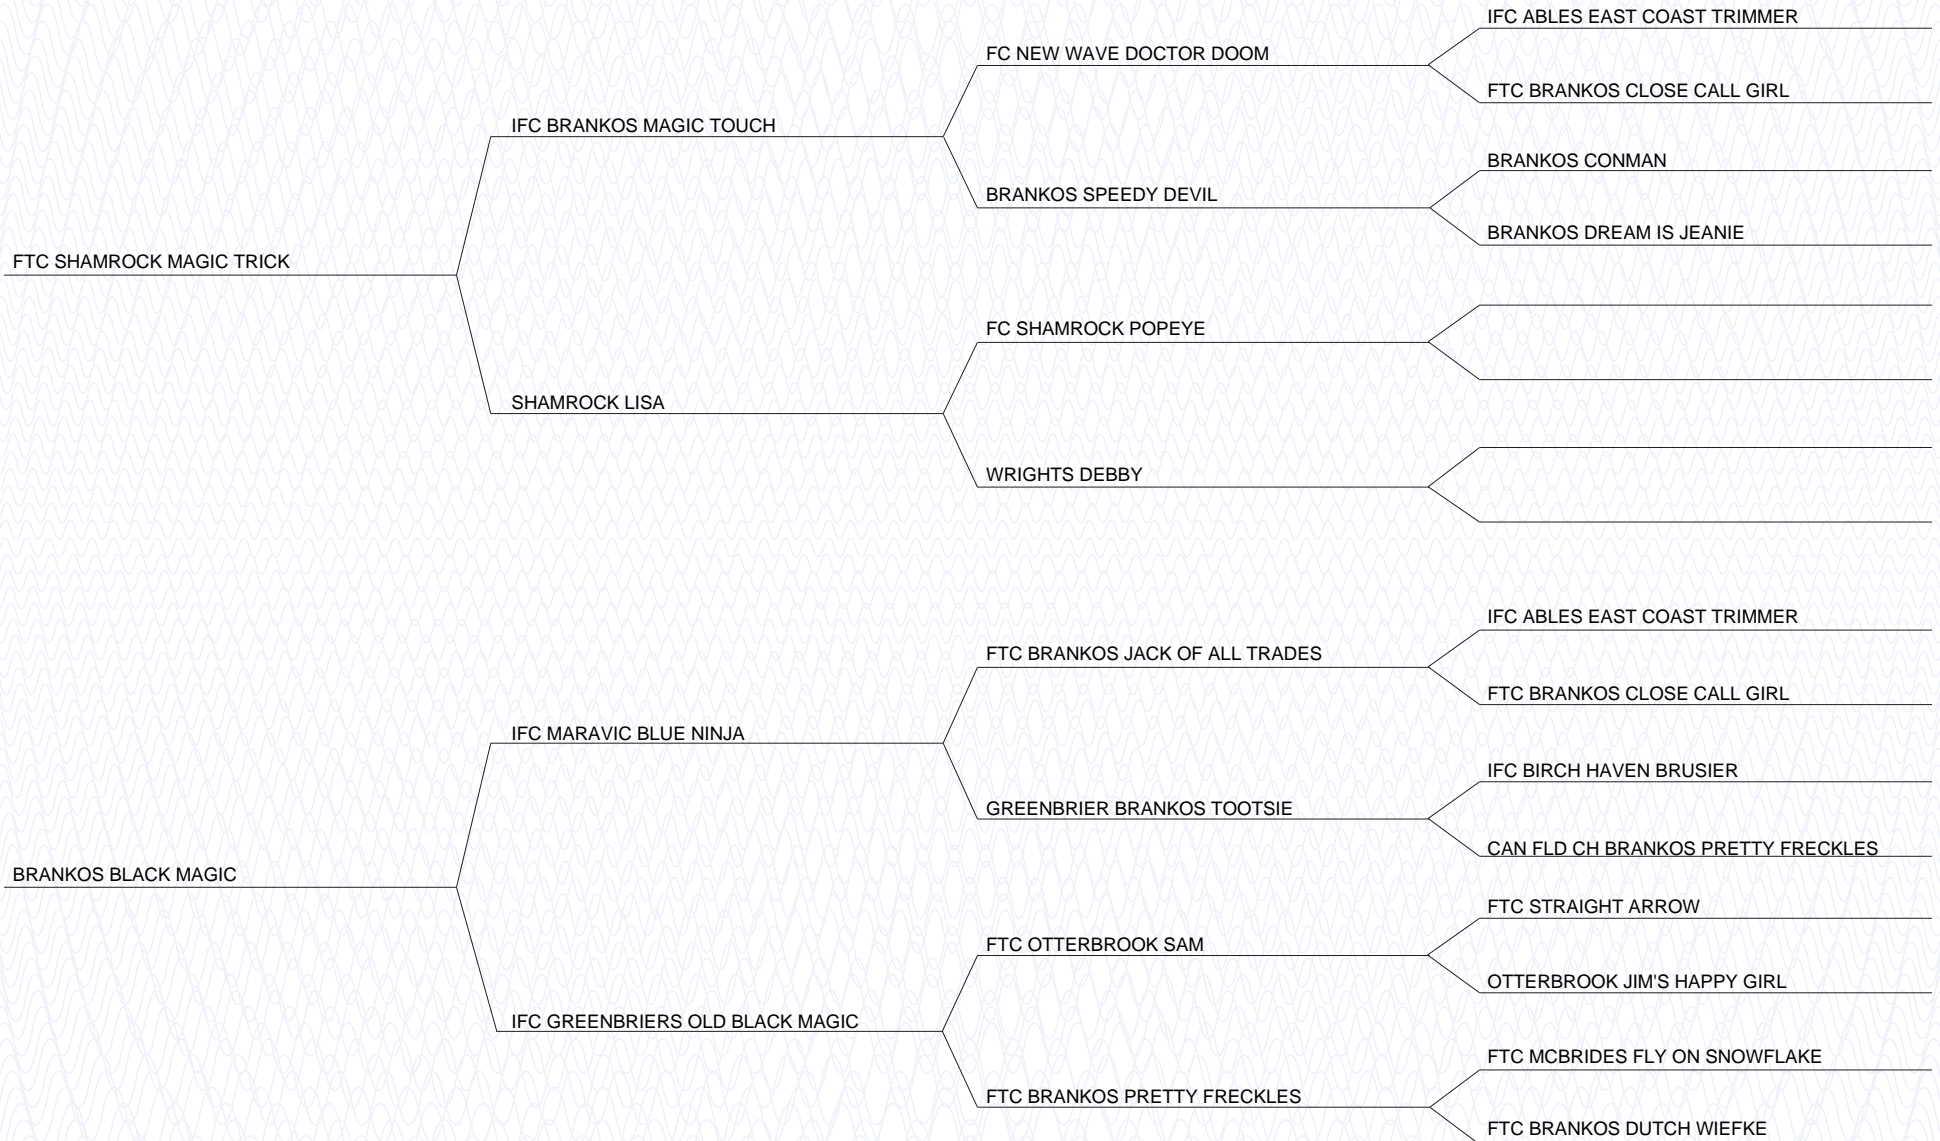 IFC ABLES EAST COAST TRIMMER
FC NEW WAVE DOCTOR DOOM
FTC BRANKOS CLOSE CALL GIRL
IFC BRANKOS MAGIC TOUCH
BRANKOS CONMAN
BRANKOS SPEEDY DEVIL
BRANKOS DREAM IS JEANIE
FTC SHAMROCK MAGIC TRICK
FC SHAMROCK POPEYE
SHAMROCK LISA
WRIGHTS DEBBY
IFC ABLES EAST COAST TRIMMER
FTC BRANKOS JACK OF ALL TRADES
FTC BRANKOS CLOSE CALL GIRL
IFC MARAVIC BLUE NINJA
IFC BIRCH HAVEN BRUSIER
GREENBRIER BRANKOS TOOTSIE
CAN FLD CH BRANKOS PRETTY FRECKLES
BRANKOS BLACK MAGIC
FTC STRAIGHT ARROW
FTC OTTERBROOK SAM
OTTERBROOK JIM'S HAPPY GIRL
IFC GREENBRIERS OLD BLACK MAGIC
FTC MCBRIDES FLY ON SNOWFLAKE
FTC BRANKOS PRETTY FRECKLES
FTC BRANKOS DUTCH WIEFKE